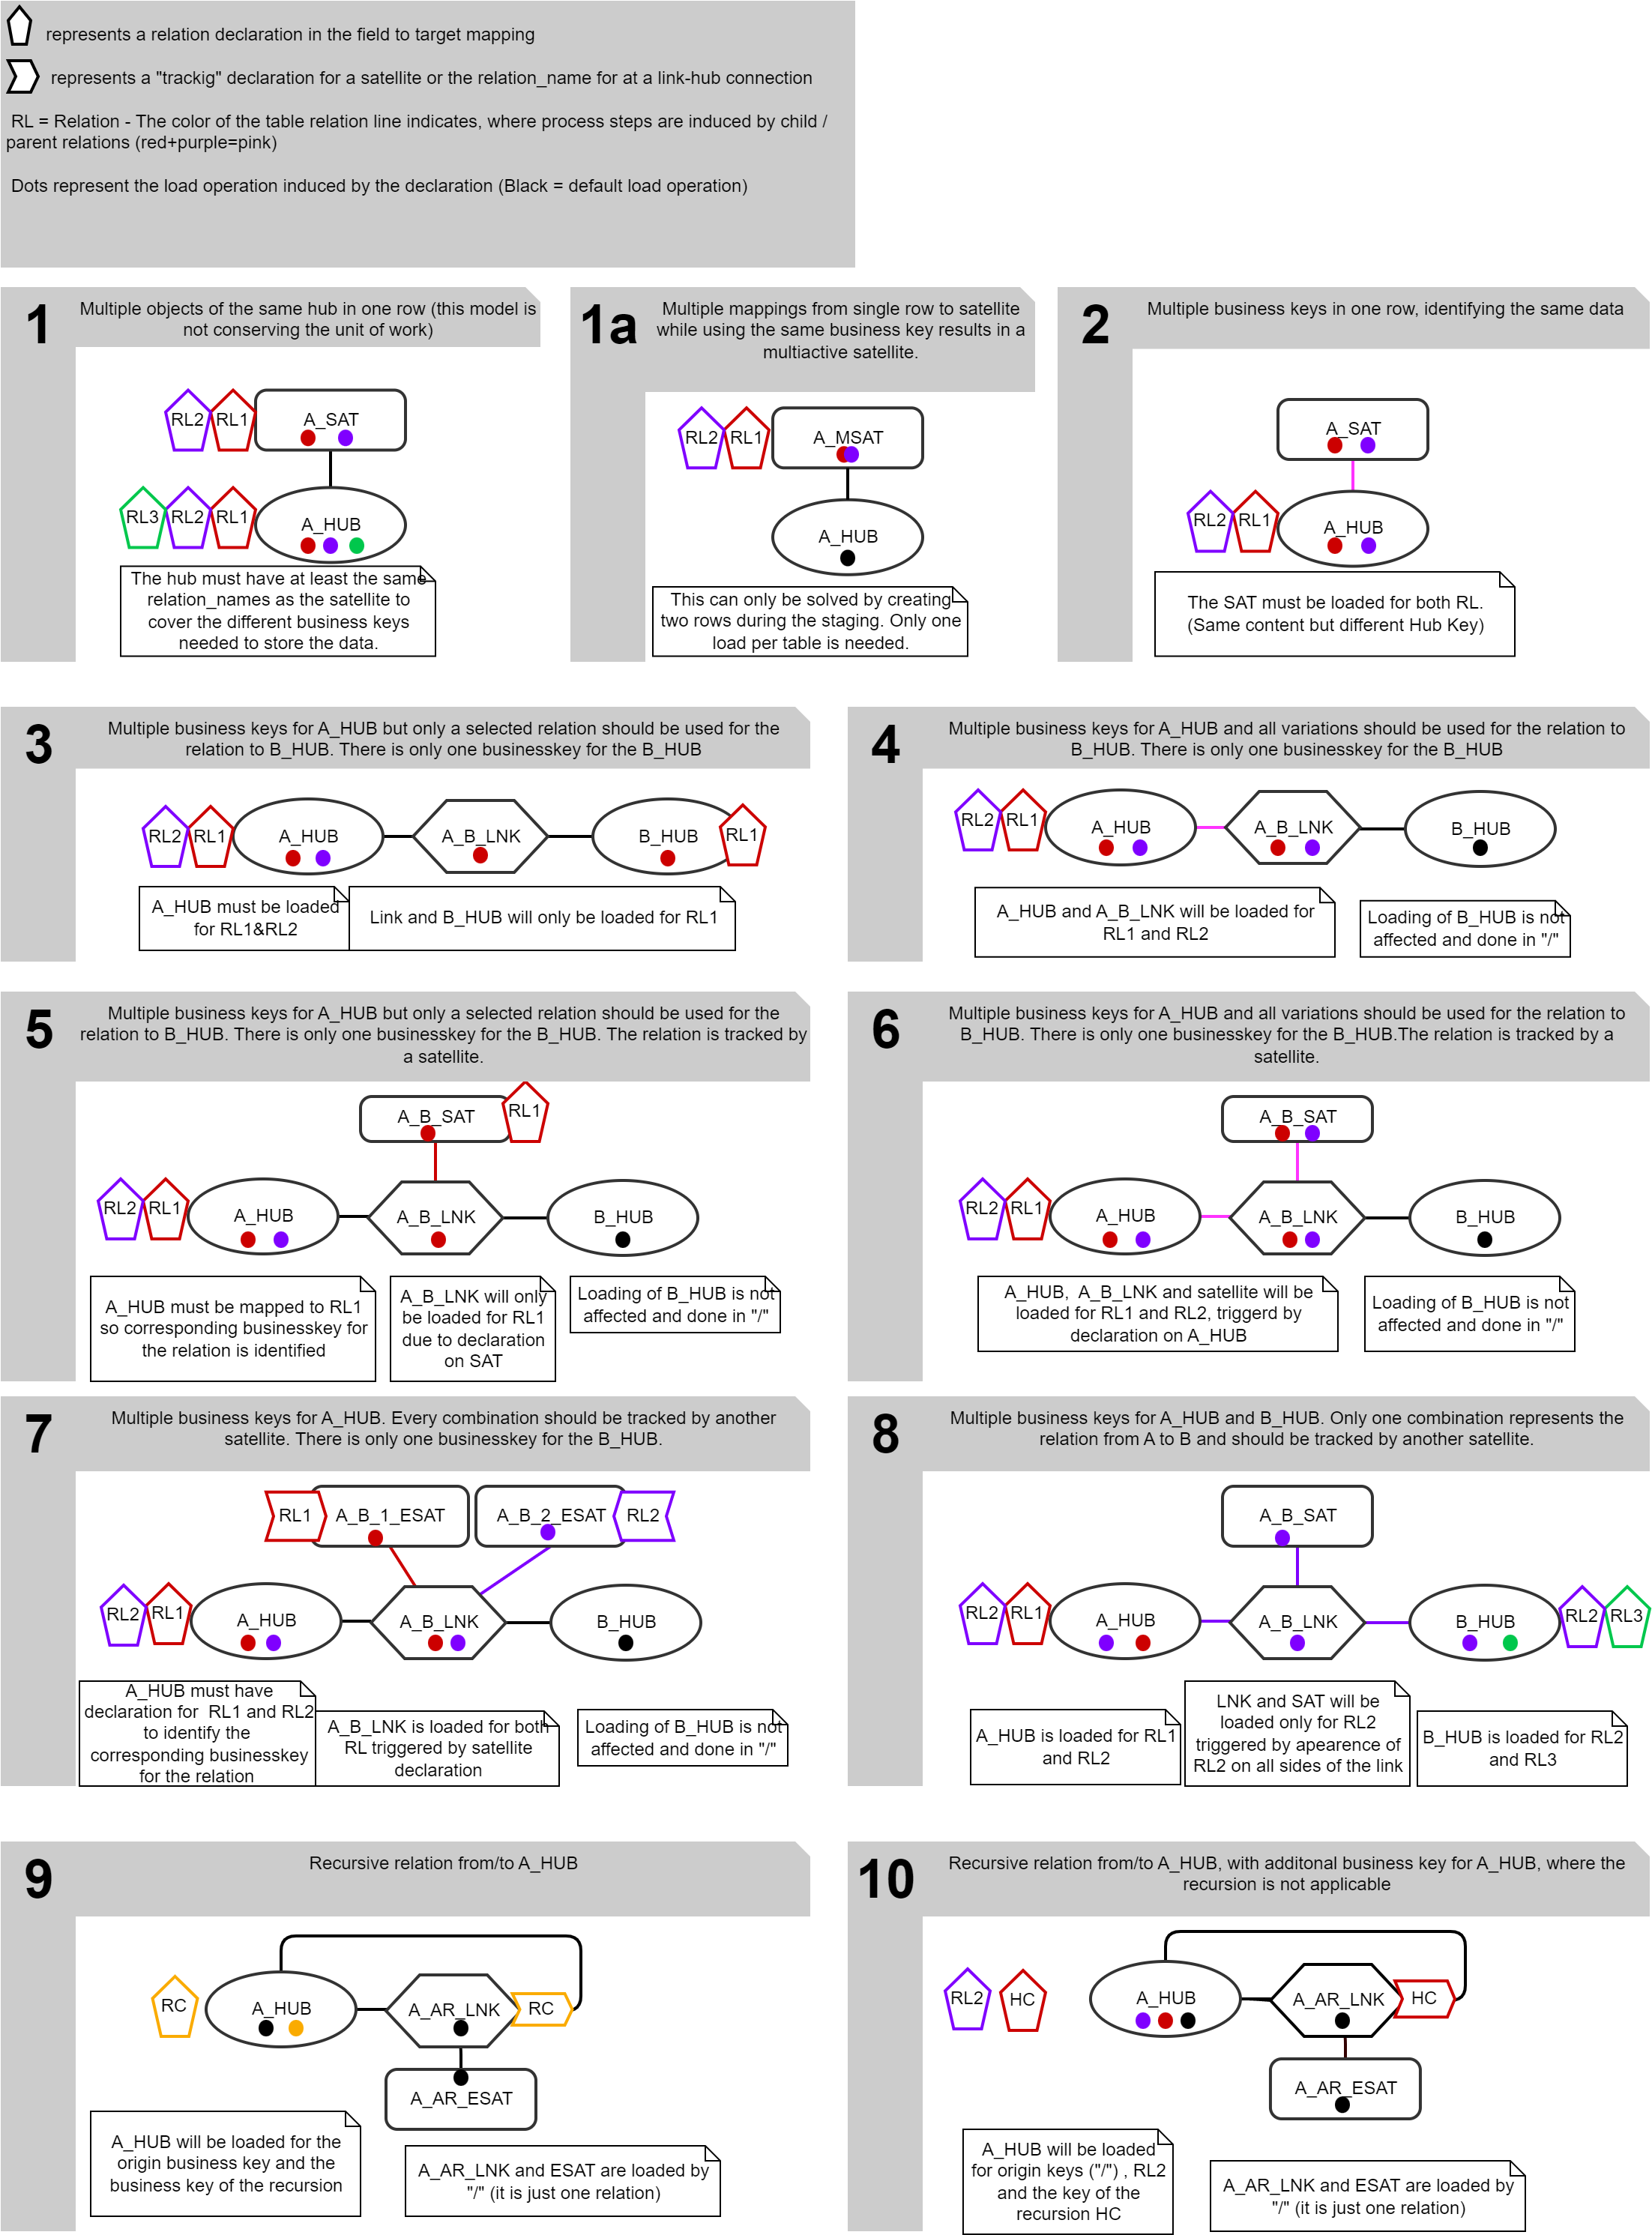 represents a relation declaration in the field to target mapping
represents a "trackig" declaration for a satellite or the relation_name for at a link-hub connection
RL = Relation - The color of the table relation line indicates, where process steps are induced by child /
parent relations (red+purple=pink)
Dots represent the load operation induced by the declaration (Black = default load operation)
1
Multiple objects of the same hub in one row (this model is
not conserving the unit of work)
RL2
RL1
A_SAT
RL3
RL2
RL1
A_HUB
The hub must have at least the same
relation_names as the satellite to
cover the different business keys
needed to store the data.
1a
Multiple mappings from single row to satellite
while using the same business key results in a
multiactive satellite.
RL2
RL1
A_MSAT
A_HUB
This can only be solved by creating
two rows during the staging. Only one
load per table is needed.
2
Multiple business keys in one row, identifying the same data
A_SAT
RL2
RL1
A_HUB
The SAT must be loaded for both RL.
(Same content but different Hub Key)
3
Multiple business keys for A_HUB but only a selected relation should be used for the
relation to B_HUB. There is only one businesskey for the B_HUB
RL2
RL1
A_HUB
A_B_LNK
B_HUB
RL1
A_HUB must be loaded
for RL1&RL2
Link and B_HUB will only be loaded for RL1
4
Multiple business keys for A_HUB and all variations should be used for the relation to
B_HUB. There is only one businesskey for the B_HUB
RL2
RL1
A_HUB
A_B_LNK
B_HUB
A_HUB and A_B_LNK will be loaded for
RL1 and RL2
Loading of B_HUB is not
affected and done in "/"
5
Multiple business keys for A_HUB but only a selected relation should be used for the
relation to B_HUB. There is only one businesskey for the B_HUB. The relation is tracked by
a satellite.
A_B_SAT
RL1
RL2
RL1
A_HUB
A_B_LNK
B_HUB
A_HUB must be mapped to RL1
so corresponding businesskey for
the relation is identified
A_B_LNK will only
be loaded for RL1
due to declaration
on SAT
Loading of B_HUB is not
affected and done in "/"
6
Multiple business keys for A_HUB and all variations should be used for the relation to
B_HUB. There is only one businesskey for the B_HUB.The relation is tracked by a
satellite.
A_B_SAT
RL2
RL1
A_HUB
A_B_LNK
B_HUB
A_HUB, A_B_LNK and satellite will be
loaded for RL1 and RL2, triggerd by
declaration on A_HUB
Loading of B_HUB is not
affected and done in "/"
7
Multiple business keys for A_HUB. Every combination should be tracked by another
satellite. There is only one businesskey for the B_HUB.
RL1
A_B_1_ESAT
A_B_2_ESAT
RL2
RL2
RL1
A_HUB
A_B_LNK
B_HUB
A_HUB must have
declaration for RL1 and RL2
to identify the
corresponding businesskey
for the relation
A_B_LNK is loaded for both
RL triggered by satellite
declaration
Loading of B_HUB is not
affected and done in "/"
8
Multiple business keys for A_HUB and B_HUB. Only one combination represents the
relation from A to B and should be tracked by another satellite.
A_B_SAT
RL2
RL1
A_HUB
A_B_LNK
B_HUB
RL2
RL3
A_HUB is loaded for RL1
and RL2
LNK and SAT will be
loaded only for RL2
triggered by apearence of
RL2 on all sides of the link
B_HUB is loaded for RL2
and RL3
9
Recursive relation from/to A_HUB
RC
A_HUB
A_AR_LNK
RC
A_AR_ESAT
A_HUB will be loaded for the
origin business key and the
business key of the recursion
A_AR_LNK and ESAT are loaded by
"/" (it is just one relation)
10
Recursive relation from/to A_HUB, with additonal business key for A_HUB, where the
recursion is not applicable
RL2
HC
A_HUB
A_AR_LNK
HC
A_AR_ESAT
A_HUB will be loaded
for origin keys ("/") , RL2
and the key of the
recursion HC
A_AR_LNK and ESAT are loaded by
"/" (it is just one relation)